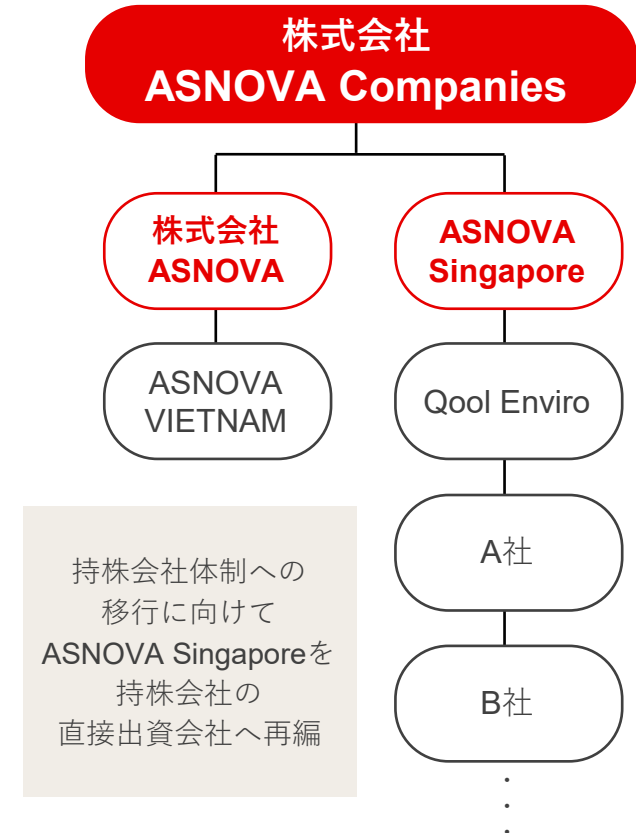 株式会社
ASNOVA Companies
株式会社
ASNOVA
ASNOVA
Singapore
ASNOVA
VIETNAM
Qool Enviro
A社
B社
・
・
・
持株会社体制への
移行に向けて
ASNOVA Singaporeを
持株会社の
直接出資会社へ再編